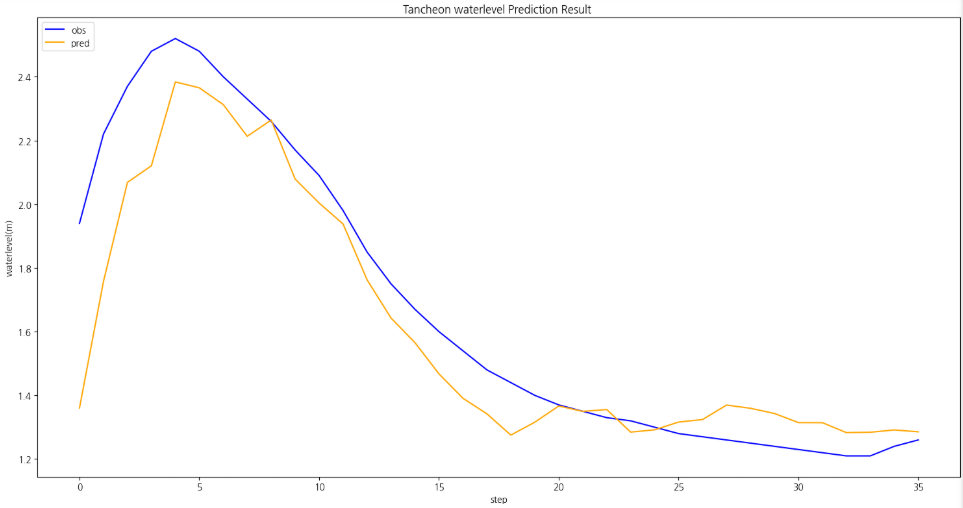 Tancheon waterlevel Prediction Result
obs
pred
2.4
2.2
2.0
1.8
1.6
1.4
1.2
waterlevel(m)
0 5 10 15 20 25 30 35
step